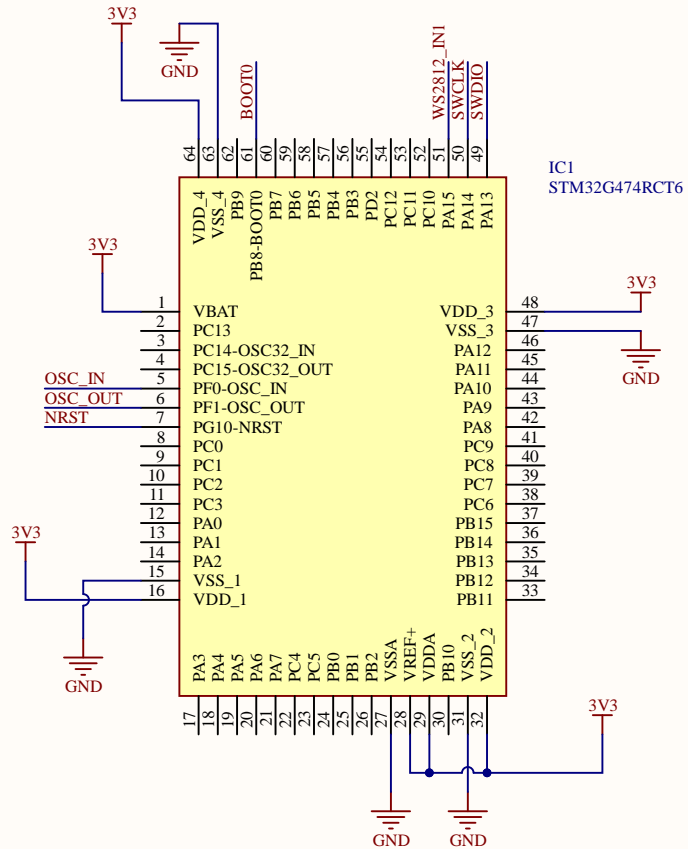 3V3
GND
BOOT0
WS2812_IN1
SWCLK
SWDIO
64
63
62
61
60
59
58
57
56
55
54
53
52
51
50
49
IC1
STM32G474RCT6
VDD_4
VSS_4
PB9
PB8-BOOT0
PB7
PB6
PB5
PB4
PB3
PD2
PC12
PC11
PC10
PA15
PA14
PA13
3V3
1 VBAT
2 PC13
3 PC14-OSC32_IN
4 PC15-OSC32_OUT
OSC_IN 5 PF0-OSC_IN
OSC_OUT 6 PF1-OSC_OUT
NRST 7 PG10-NRST
8 PC0
9 PC1
10 PC2
11 PC3
12 PA0
13 PA1
14 PA2
15 VSS_1
16 VDD_1
3V3
GND
VDD_3 48
VSS_3 47
PA12 46
PA11 45
PA10 44
PA9 43
PA8 42
PC9 41
PC8 40
PC7 39
PC6 38
PB15 37
PB14 36
PB13 35
PB12 34
PB11 33
3V3
GND
PA3
PA4
PA5
PA6
PA7
PC4
PC5
PB0
PB1
PB2
VSSA
VREF+
VDDA
PB10
VSS_2
VDD_2
17
18
19
20
21
22
23
24
25
26
27
28
29
30
31
32
3V3
GND
GND